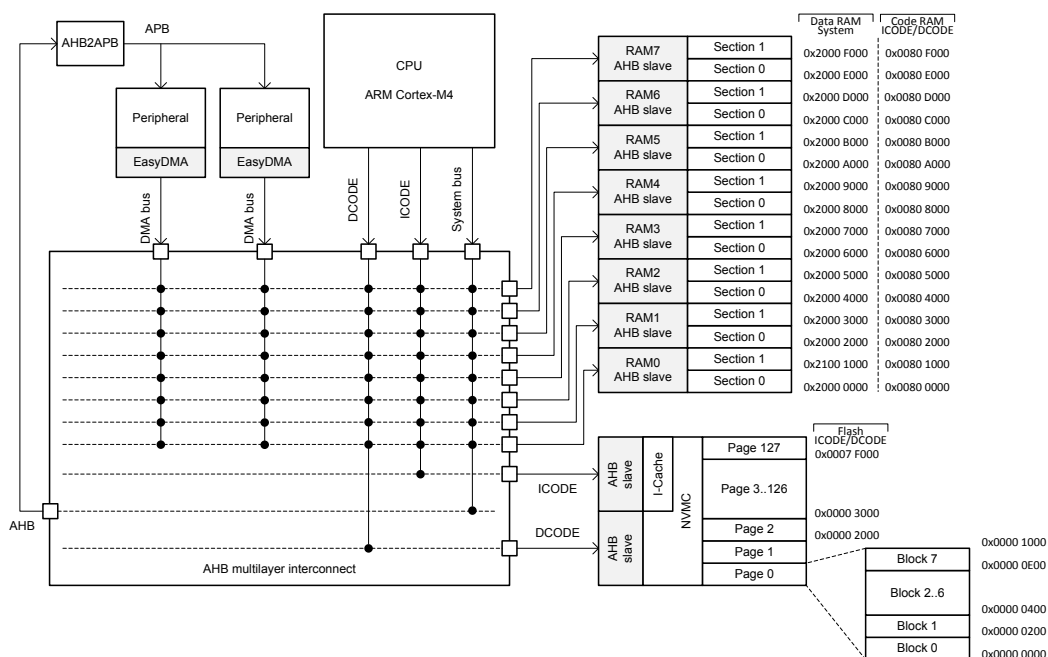 AHB2APB
APB
Peripheral
EasyDMA
Peripheral
EasyDMA
CPU
ARM Cortex-M4
DMA bus
DMA bus
DCODE
ICODE
System bus
AHB multilayer interconnect
AHB
ICODE
DCODE
Data RAM
System
Code RAM
ICODE/DCODE
RAM7
AHB slave
Section 1
0x2000 F000
0x0080 F000
Section 0
0x2000 E000
0x0080 E000
RAM6
AHB slave
Section 1
0x2000 D000
0x0080 D000
Section 0
0x2000 C000
0x0080 C000
RAM5
AHB slave
Section 1
0x2000 B000
0x0080 B000
Section 0
0x2000 A000
0x0080 A000
RAM4
AHB slave
Section 1
0x2000 9000
0x0080 9000
Section 0
0x2000 8000
0x0080 8000
RAM3
AHB slave
Section 1
0x2000 7000
0x0080 7000
Section 0
0x2000 6000
0x0080 6000
RAM2
AHB slave
Section 1
0x2000 5000
0x0080 5000
Section 0
0x2000 4000
0x0080 4000
RAM1
AHB slave
Section 1
0x2000 3000
0x0080 3000
Section 0
0x2000 2000
0x0080 2000
RAM0
AHB slave
Section 1
0x2100 1000
0x0080 1000
Section 0
0x2000 0000
0x0080 0000
Flash
ICODE/DCODE
0x0007 F000
AHB
slave
I-Cache
AHB
slave
NVMC
Page 127
Page 3..126
0x0000 3000
Page 2
0x0000 2000
Page 1
Page 0
0x0000 1000
Block 7
0x0000 0E00
Block 2..6
0x0000 0400
Block 1
0x0000 0200
Block 0
0x0000 0000